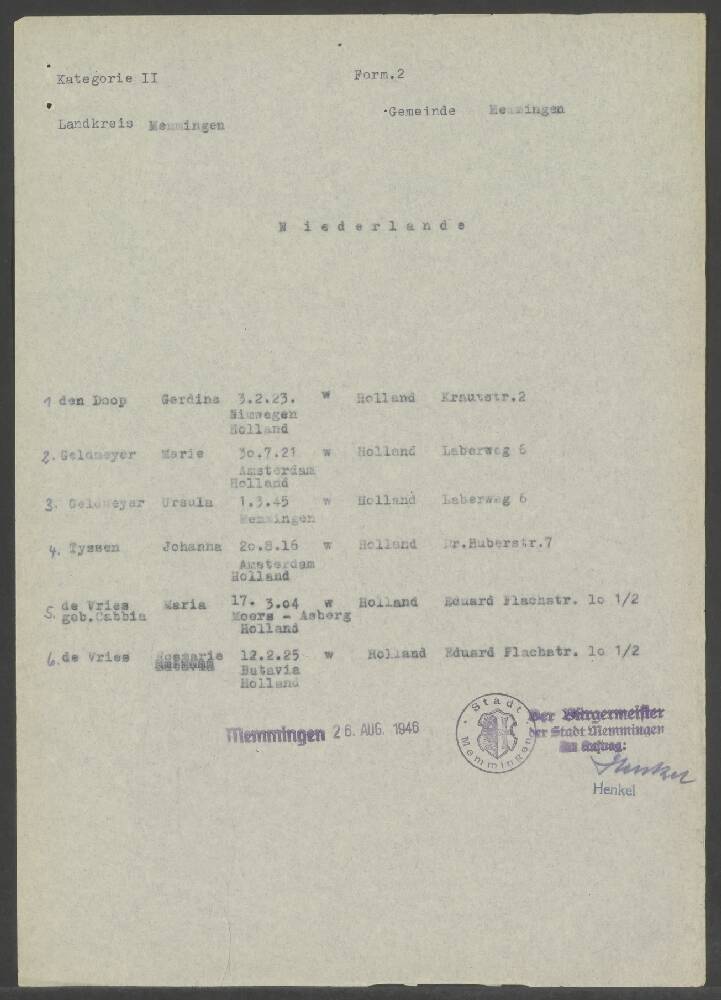 Kategorie II Form.2
Landkreis Memmingen Gemeinde Memmingen
Niederlande
1 den Doop Gerdina 3.2.23. w Holland Krautstr.2
Nimwegen
Holland
2. Geldmeyer Marie 30.7.21 w Holland Laberweg 6
Amsterdam
Holland
3. Geldmeyer Ursula 1.3.45 w Holland Laberweg 6
Memmingen
4. Tyssen Johanna 20.8.16 w Holland Dr.Huberstr.7
Amsterdam
Holland
5. de Vries Maria 17. 3.04 w Holland Eduard Flachstr. 1o 1/2
geb.Cabbia Moers - Asberg
Holland
6. de Vries Rosmarie 12.2.25 w Holland Eduard Flachstr. 1o 1/2
Batavia
Holland
Stadt Memmingen
Der Bürgermeister
der Stadt Memmingen
Im Auftrag:
Memmingen 26. AUG. 1946
Henkel
Henkel